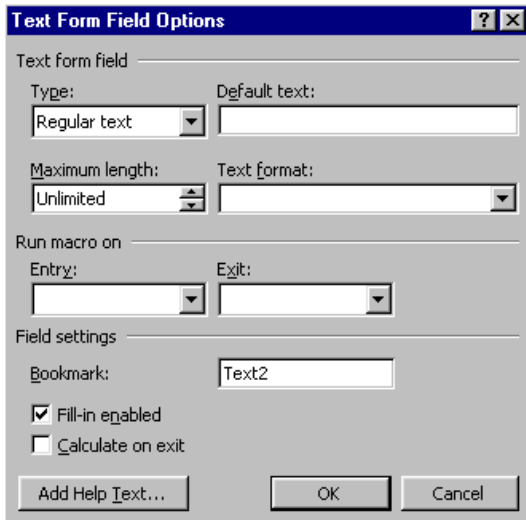 Text Form Field Options
Text form field
Type: Default text:
Regular text
Maximum length: Text format:
Unlimited
Run macro on
Entry: Exit:
Field settings
Bookmark: Text2
Fill-in enabled
Calculate on exit
Add Help Text... OK Cancel